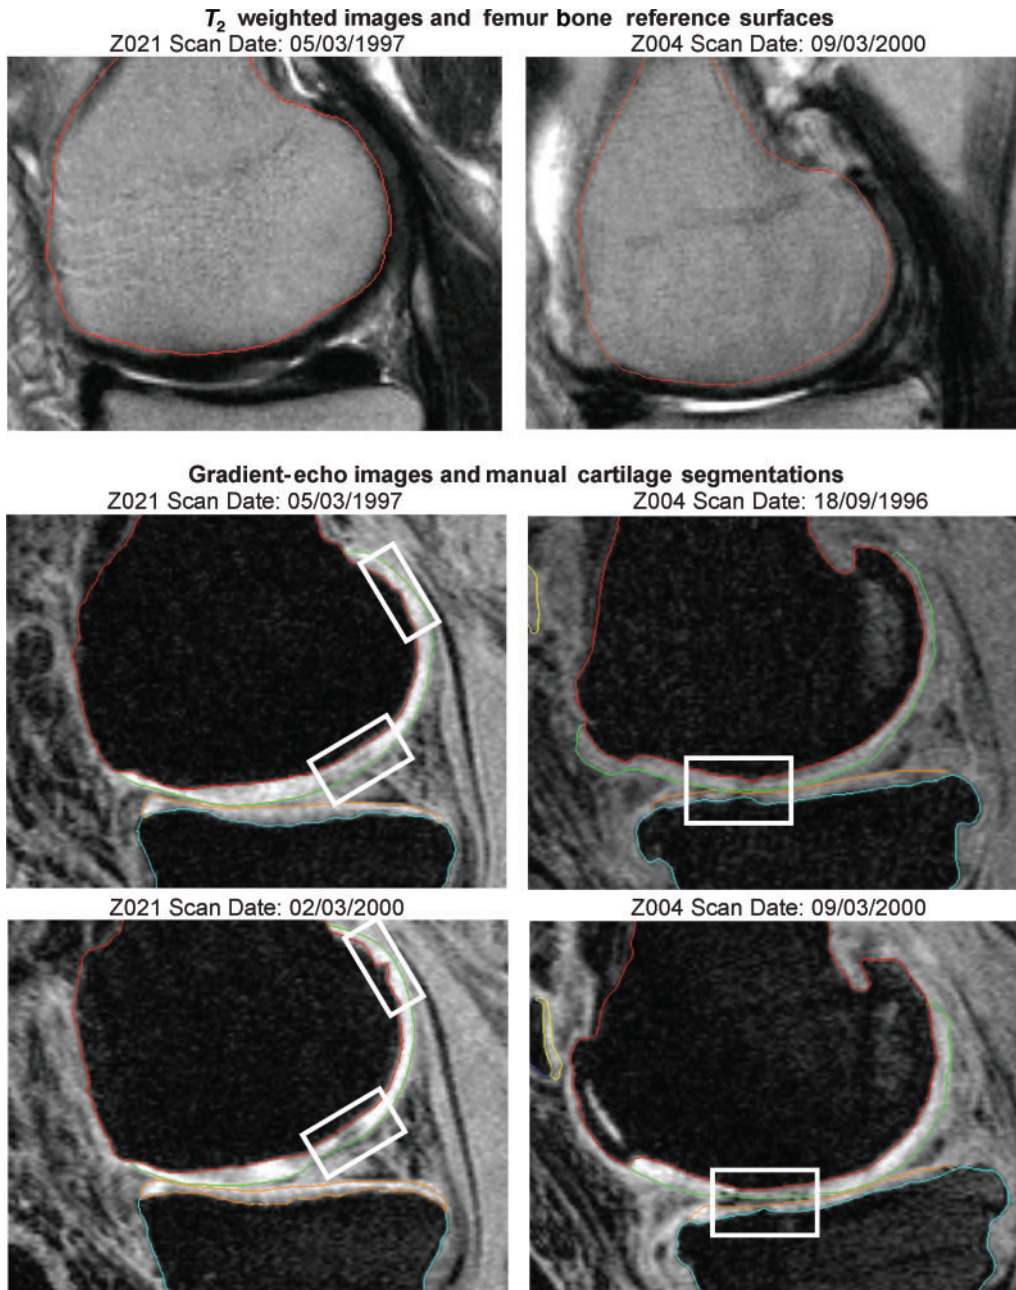 T₂ weighted images and femur bone reference surfaces
Z021 Scan Date: 05/03/1997
Z004 Scan Date: 09/03/2000
Gradient-echo images and manual cartilage segmentations
Z021 Scan Date: 05/03/1997
Z004 Scan Date: 18/09/1996
Z021 Scan Date: 02/03/2000
Z004 Scan Date: 09/03/2000